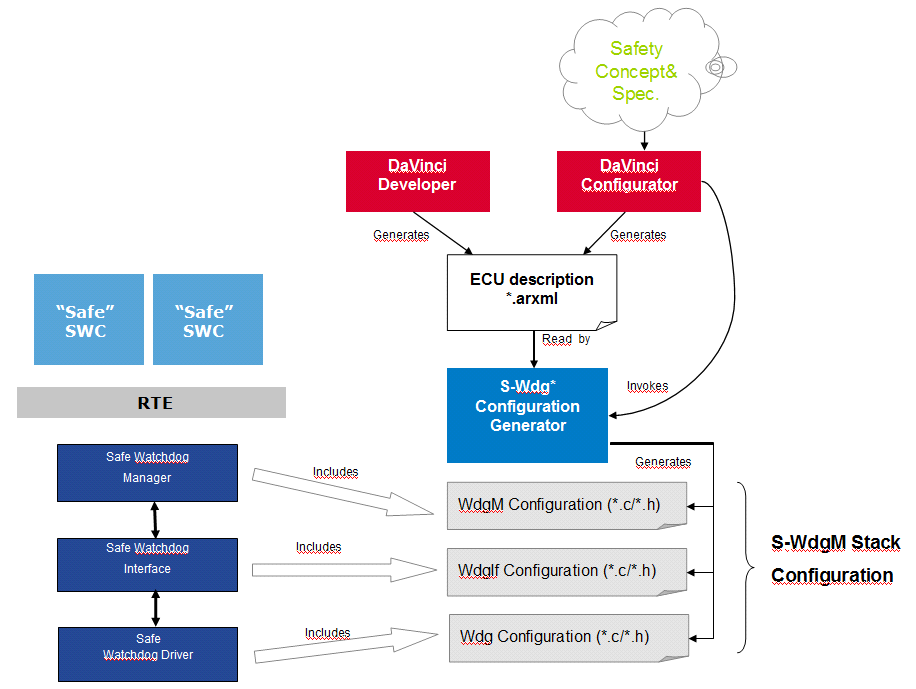 Safety
Concept&
Spec.
DaVinci
Developer
DaVinci
Configurator
Generates
Generates
ECU description
*.arxml
Read by
“Safe”
SWC
“Safe”
SWC
RTE
S-Wdg*
Configuration
Generator
Invokes
Generates
Safe Watchdog
Manager
Includes
WdgM Configuration (*.c/*.h)
Safe Watchdog
Interface
Includes
WdgIf Configuration (*.c/*.h)
Safe
Watchdog Driver
Includes
Wdg Configuration (*.c/*.h)
S-WdgM Stack
Configuration